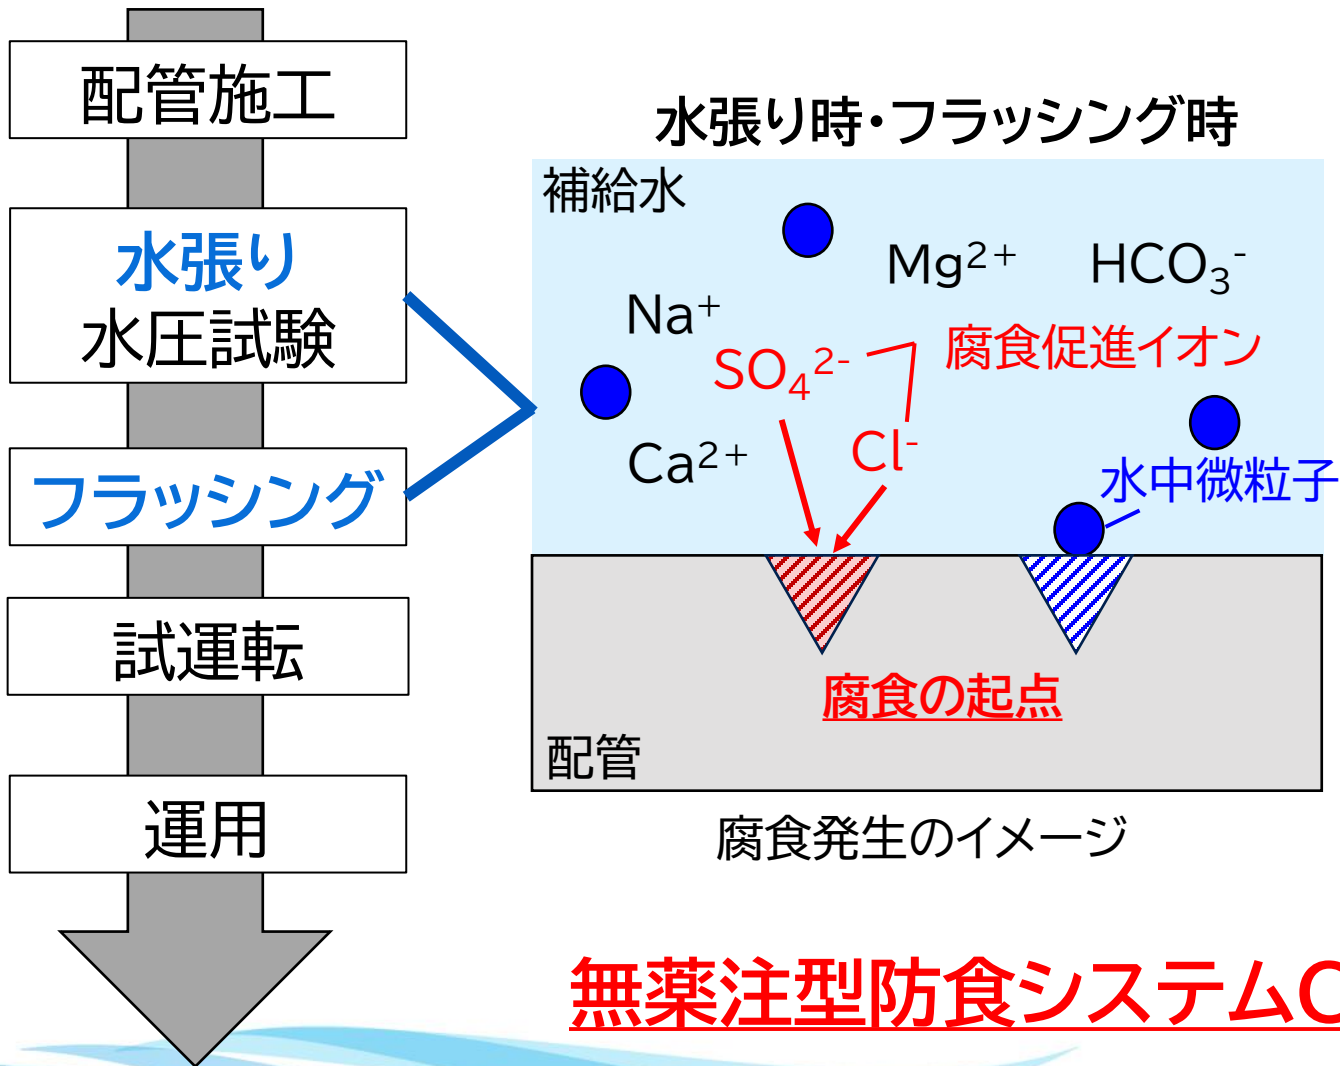 配管施工
水張り
水圧試験
フラッシング
試運転
運用
水張り時・フラッシング時
補給水
Mg²⁺
HCO₃⁻
Na⁺
SO₄²⁻
腐食促進イオン
Ca²⁺
Cl⁻
水中微粒子
腐食の起点
配管
腐食発生のイメージ
無薬注型防食システムC